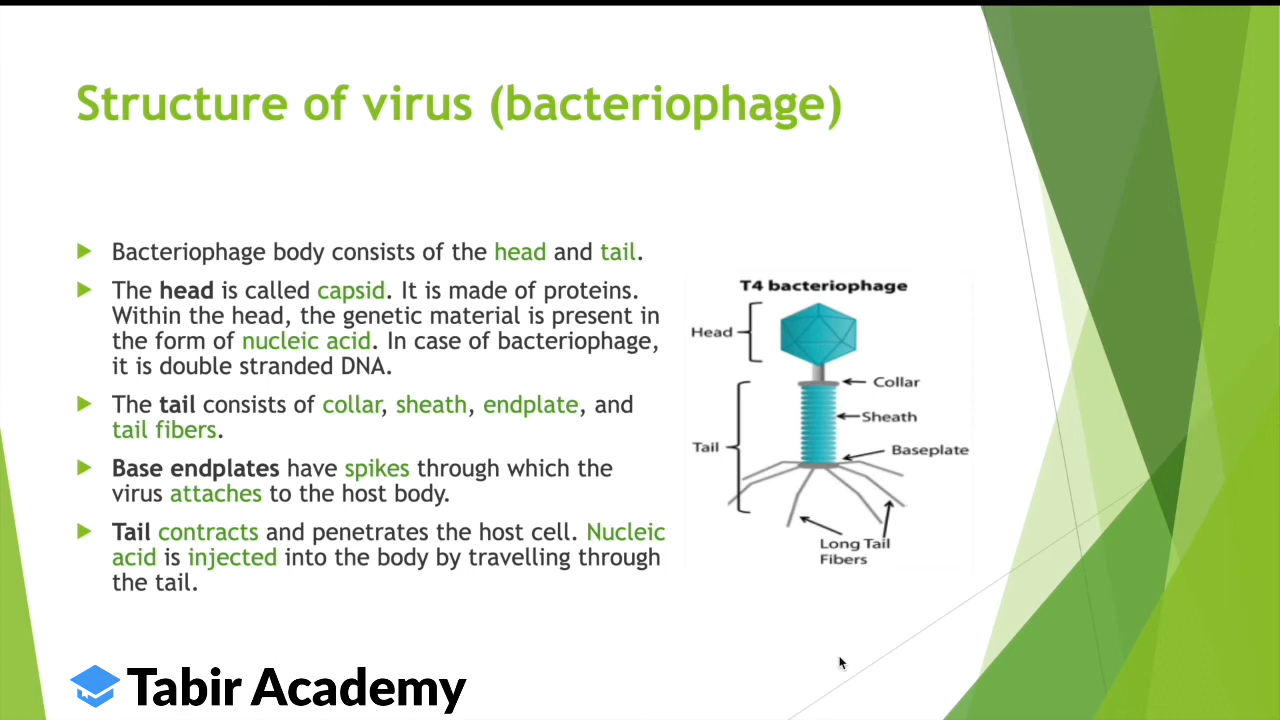 Structure of virus (bacteriophage)
Bacteriophage body consists of the head and tail.
The head is called capsid. It is made of proteins.
Within the head, the genetic material is present in
the form of nucleic acid. In case of bacteriophage,
it is double stranded DNA.
The tail consists of collar, sheath, endplate, and
tail fibers.
Base endplates have spikes through which the
virus attaches to the host body.
Tail contracts and penetrates the host cell. Nucleic
acid is injected into the body by travelling through
the tail.
T4 bacteriophage
Head
Collar
Sheath
Tail
Baseplate
Long Tail
Fibers
Tabir Academy